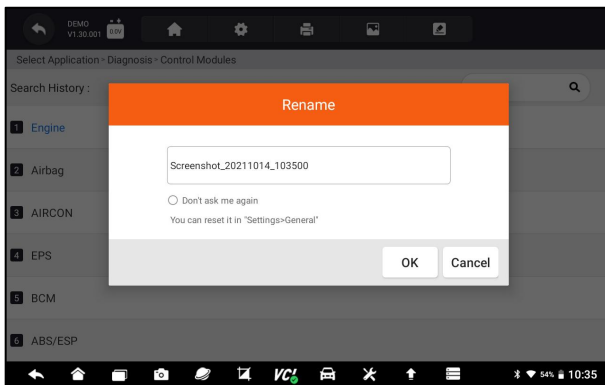 DEMO
V1.30.001
0.0V
Select Application > Diagnosis > Control Modules
Search History :
Rename
1 Engine
Screenshot_20211014_103500
2 Airbag
Don't ask me again
3 AIRCON
You can reset it in "Settings>General"
4 EPS
OK Cancel
5 BCM
6 ABS/ESP
VCI
54% 10:35